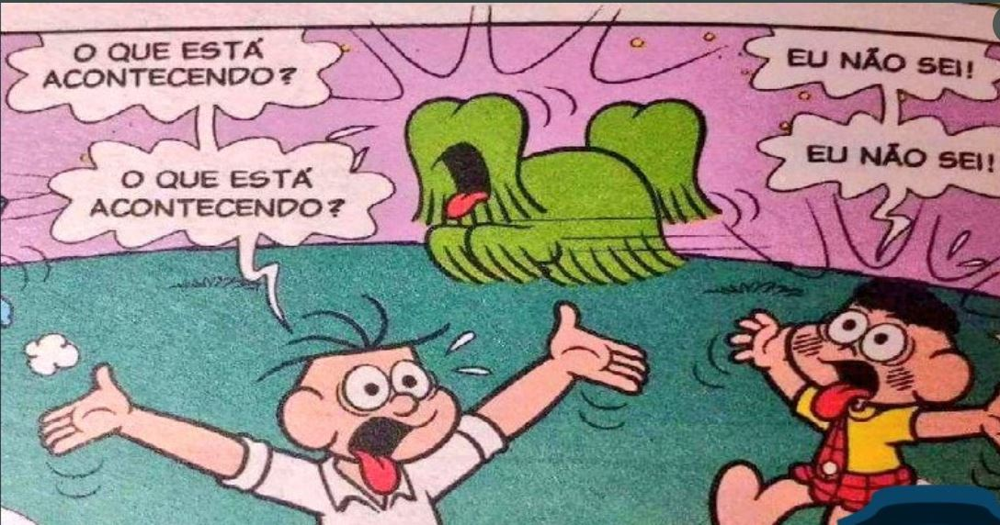 O QUE ESTÁ
ACONTECENDO?
O QUE ESTÁ
ACONTECENDO?
EU NÃO SEI!
EU NÃO SEI!